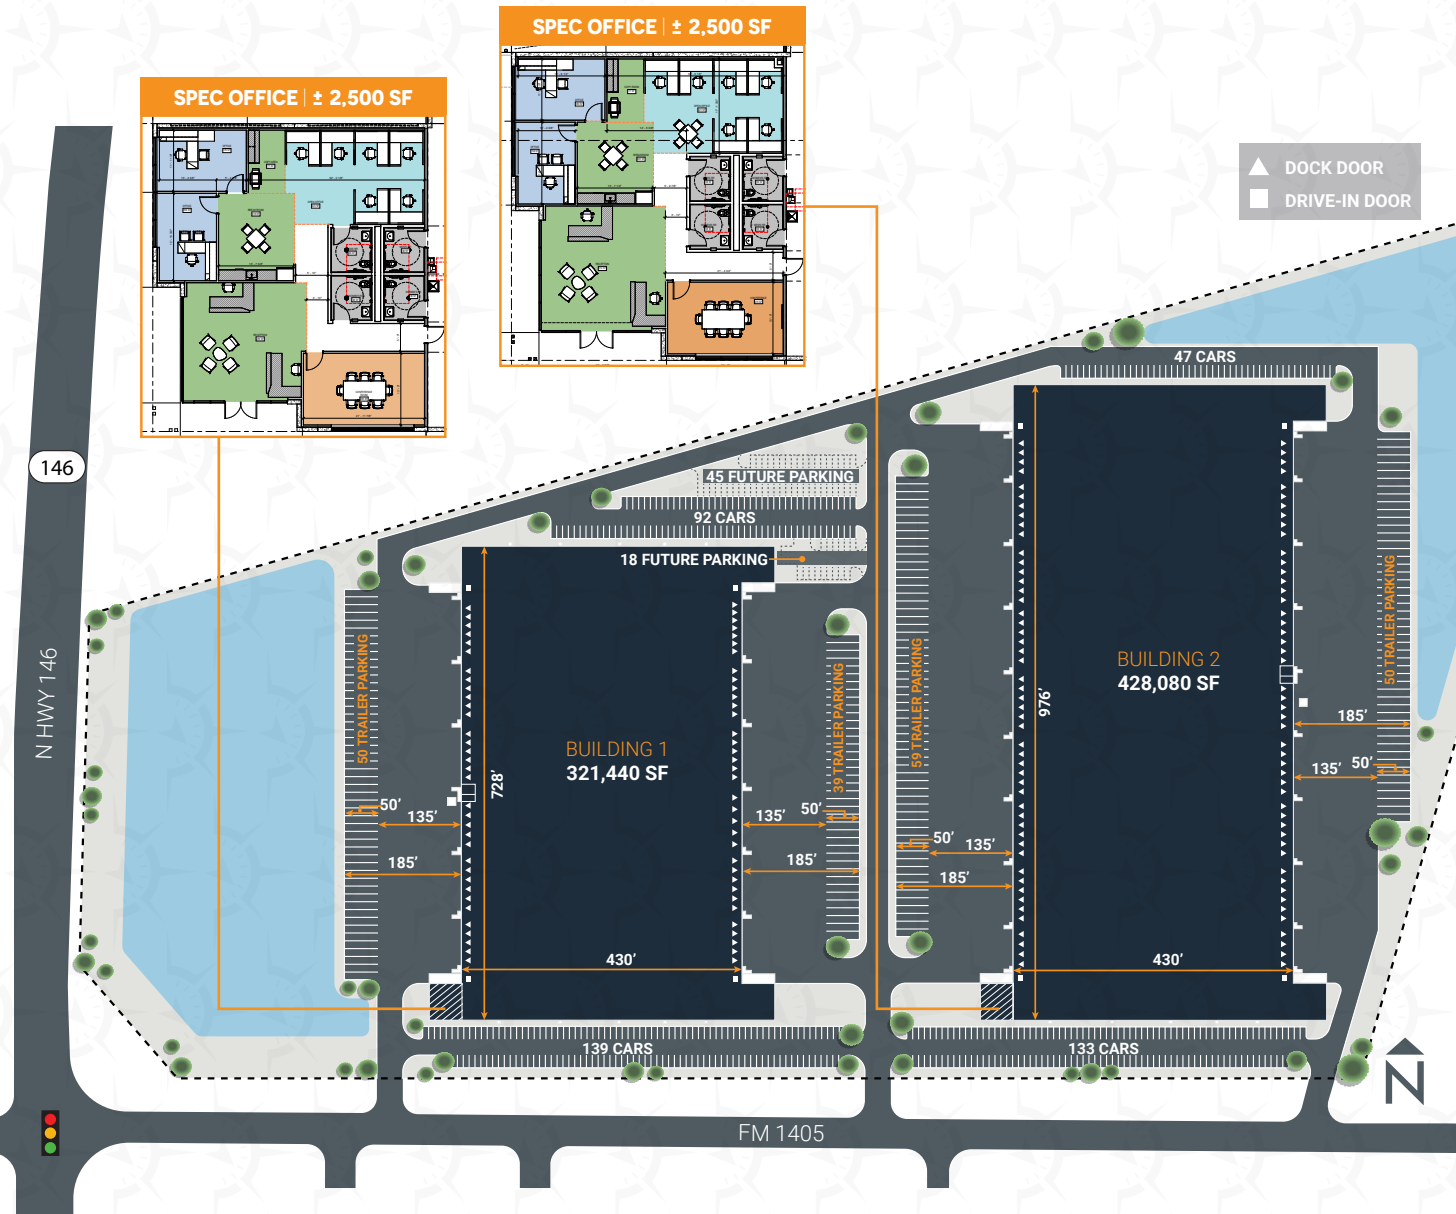 SPEC OFFICE | ± 2,500 SF
SPEC OFFICE | ± 2,500 SF
DOCK DOOR
DRIVE-IN DOOR
47 CARS
146
45 FUTURE PARKING
92 CARS
18 FUTURE PARKING
N HWY 146
50 TRAILER PARKING
39 TRAILER PARKING
59 TRAILER PARKING
50 TRAILER PARKING
BUILDING 1
321,440 SF
728'
BUILDING 2
428,080 SF
976'
50'
135'
185'
135'
50'
185'
50'
135'
185'
185'
135'
50'
430'
430'
139 CARS
133 CARS
FM 1405
N